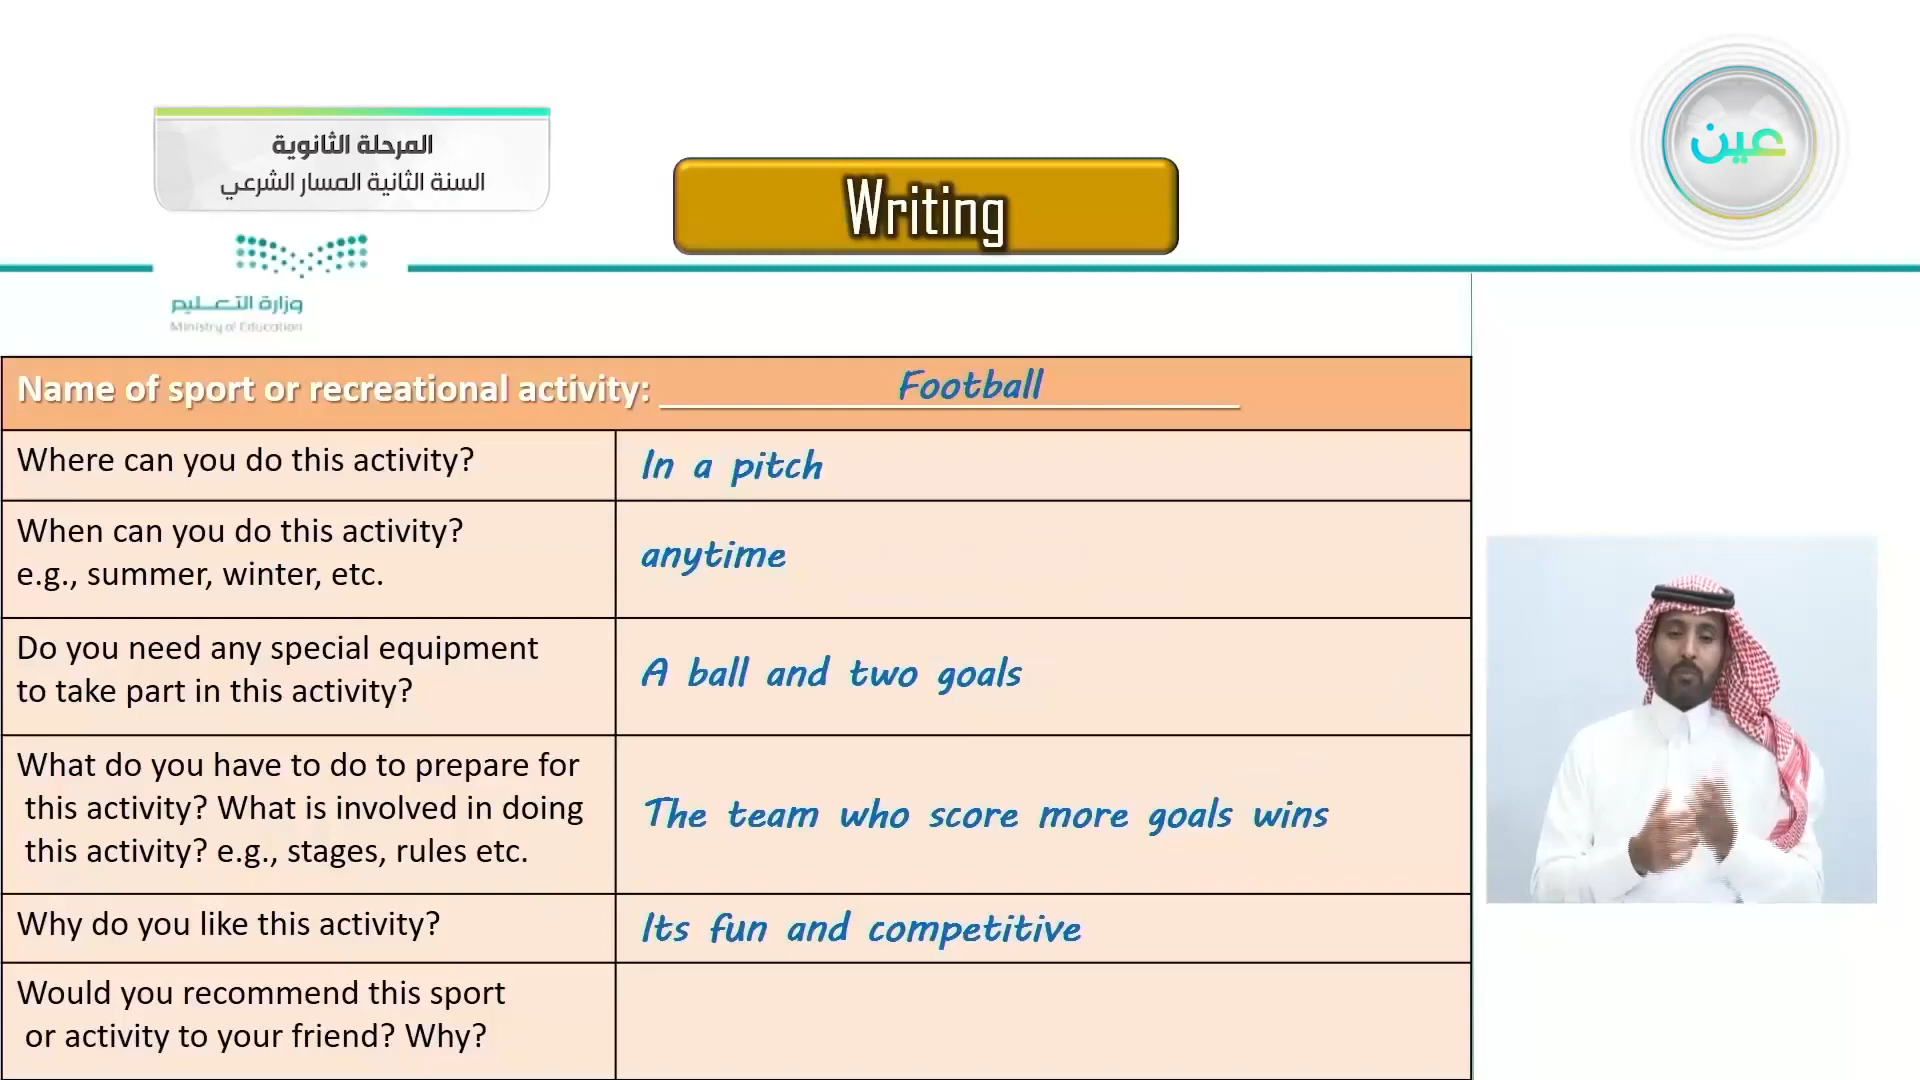 المرحلة الثانوية
السنة الثانية المسار الشرعي
عين
Writing
وزارة التعليم
Ministry of Education
Name of sport or recreational activity: Football
Where can you do this activity?
In a pitch
When can you do this activity?
e.g., summer, winter, etc.
anytime
Do you need any special equipment
to take part in this activity?
A ball and two goals
What do you have to do to prepare for
this activity? What is involved in doing
this activity? e.g., stages, rules etc.
The team who score more goals wins
Why do you like this activity?
Its fun and competitive
Would you recommend this sport
or activity to your friend? Why?